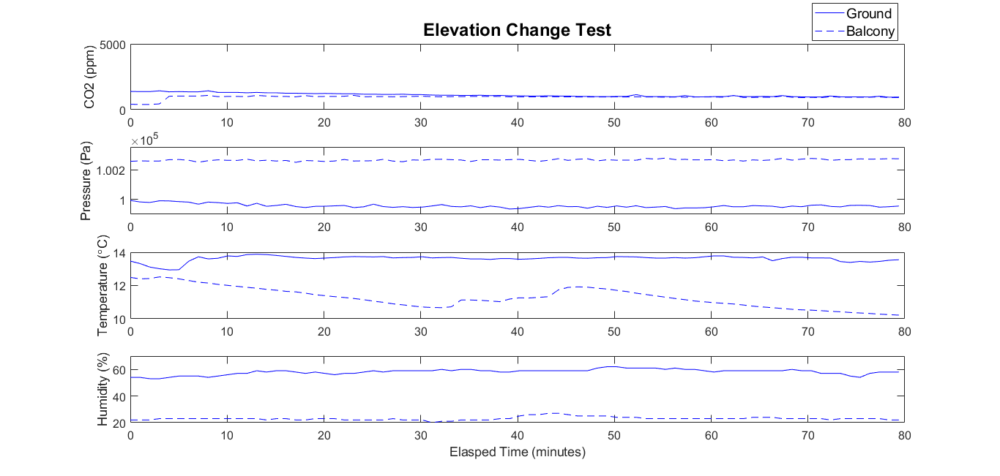 Ground
Balcony
Elevation Change Test
CO2 (ppm)
5000
0
0 10 20 30 40 50 60 70 80
×10^5
Pressure (Pa)
1.002
1
0 10 20 30 40 50 60 70 80
Temperature (°C)
14
12
10
0 10 20 30 40 50 60 70 80
Humidity (%)
60
40
20
0 10 20 30 40 50 60 70 80
Elasped Time (minutes)